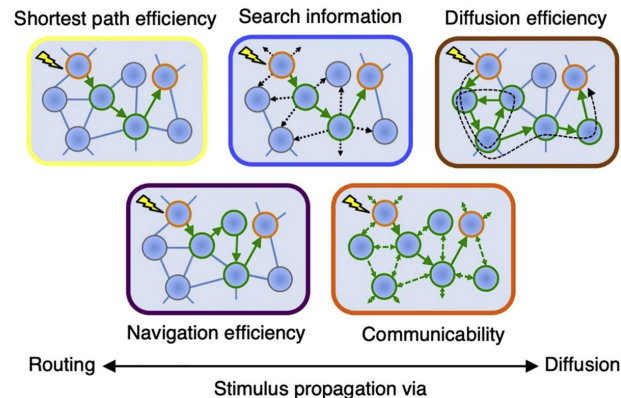 Shortest path efficiency
Search information
Diffusion efficiency
Navigation efficiency
Communicability
Routing
Diffusion
Stimulus propagation via